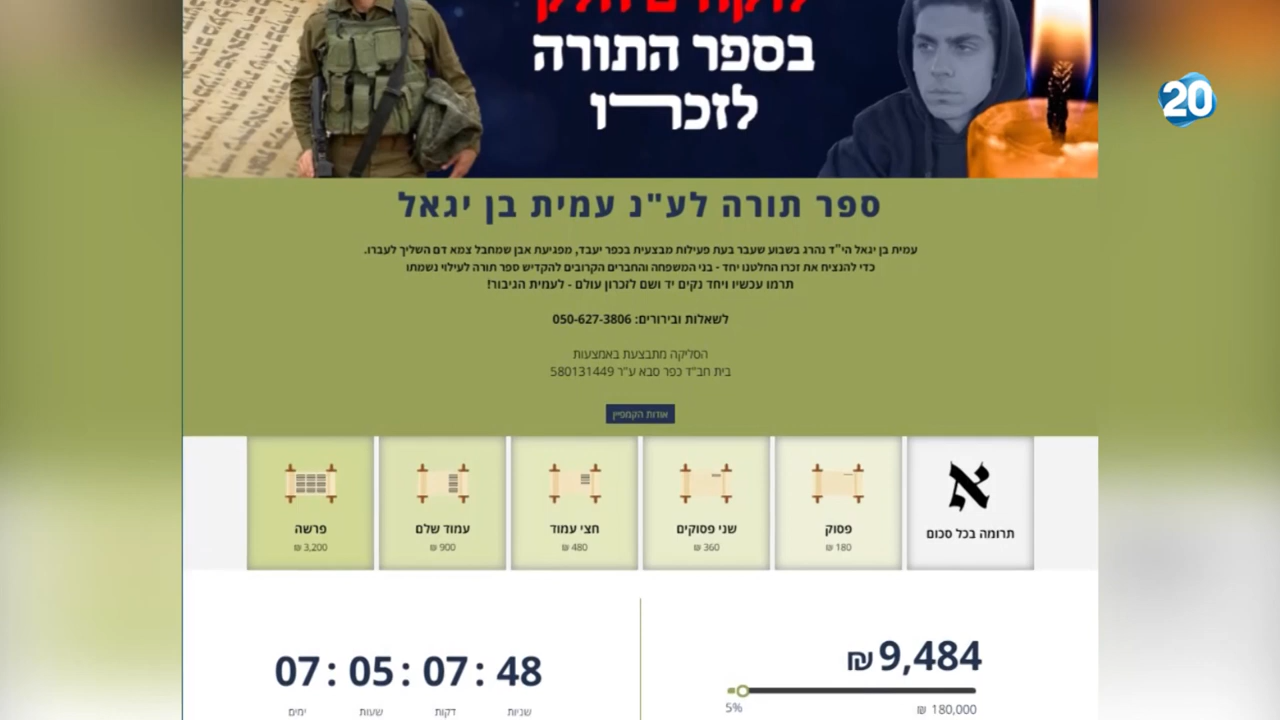 20
בספר התורה
לזכרו
ספר תורה לע"נ עמית בן יגאל
עמית בן יגאל הי"ד נהרג בשבוע שעבר בעת פעילות מבצעית בכפר יעבד, מפגיעת אבן שמחבל צמא דם השליך לעברו.
כדי להנציח את זכרו החלטנו יחד - בני המשפחה והחברים הקרובים להקדיש ספר תורה לעילוי נשמתו
תרמו עכשיו ויחד נקים יד ושם לזכרון עולם - לעמית הגיבור!
לשאלות ובירורים: 050-627-3806
הסליקה מתבצעת באמצעות
בית חב"ד כפר סבא ע"ר 580131449
אודות הקמפיין
א
תרומה בכל סכום
פסוק
180 ₪
שני פסוקים
360 ₪
חצי עמוד
480 ₪
עמוד שלם
900 ₪
פרשה
3,200 ₪
₪ 9,484
5%
180,000 ₪
07 : 05 : 07 : 48
ימים
שעות
דקות
שניות